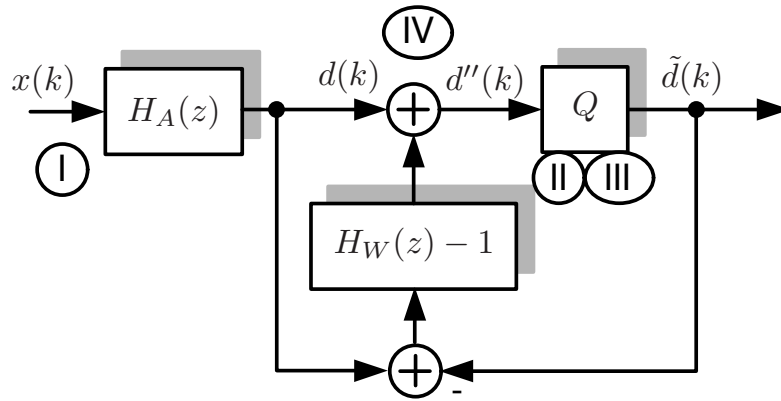 IV
x(k)
H_A(z)
d(k)
d''(k)
Q
d̃(k)
I
II
III
H_W(z) − 1
-